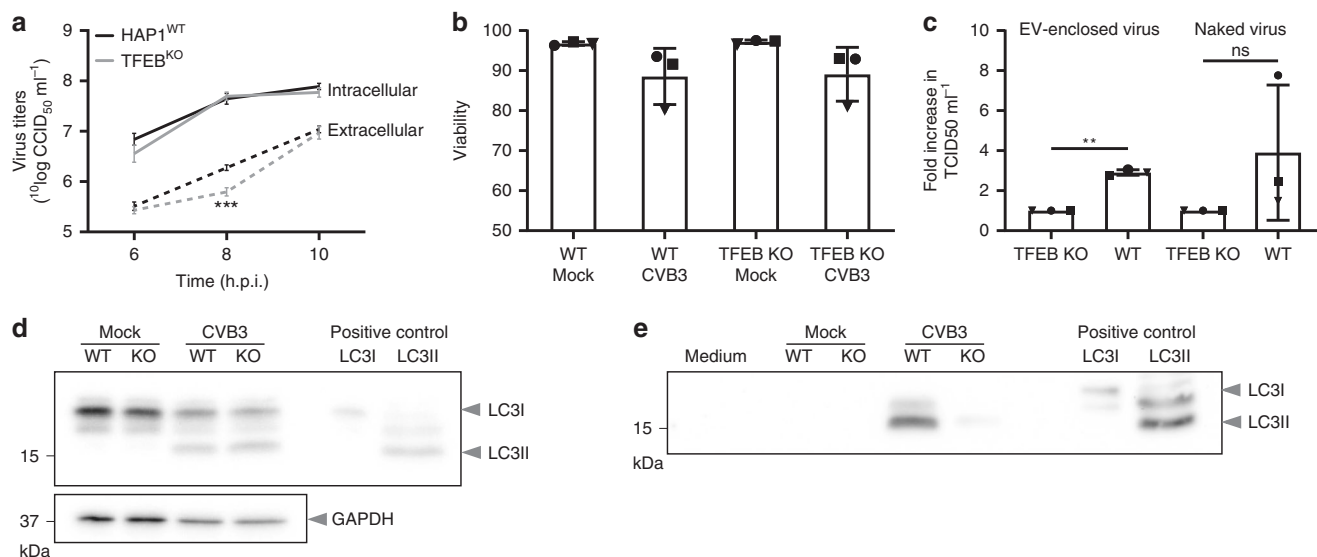 a
9
8
7
6
5
Virus titers
(¹⁰log CCID₅₀ ml⁻¹)
HAP1ᵂᵀ
TFEBᴷᴼ
Intracellular
Extracellular
***
6 8 10
Time (h.p.i.)
b
100
90
80
70
60
50
Viability
WT Mock
WT CVB3
TFEB KO Mock
TFEB KO CVB3
c
EV-enclosed virus
Naked virus
ns
**
10
8
6
4
2
0
Fold increase in
TCID50 ml⁻¹
TFEB KO WT TFEB KO WT
d
Mock CVB3 Positive control
WT KO WT KO LC3I LC3II
LC3I
LC3II
15
37
GAPDH
kDa
e
Mock CVB3 Positive control
Medium WT KO WT KO LC3I LC3II
LC3I
LC3II
15
kDa